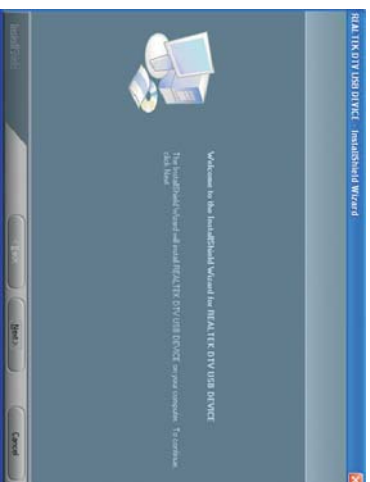 REALTEK DTV USB DEVICE - InstallShield Wizard
Welcome to the InstallShield Wizard for REALTEK DTV USB DEVICE
The InstallShield Wizard will install REALTEK DTV USB DEVICE on your computer. To continue,
click Next
InstallShield
< Back
Next >
Cancel